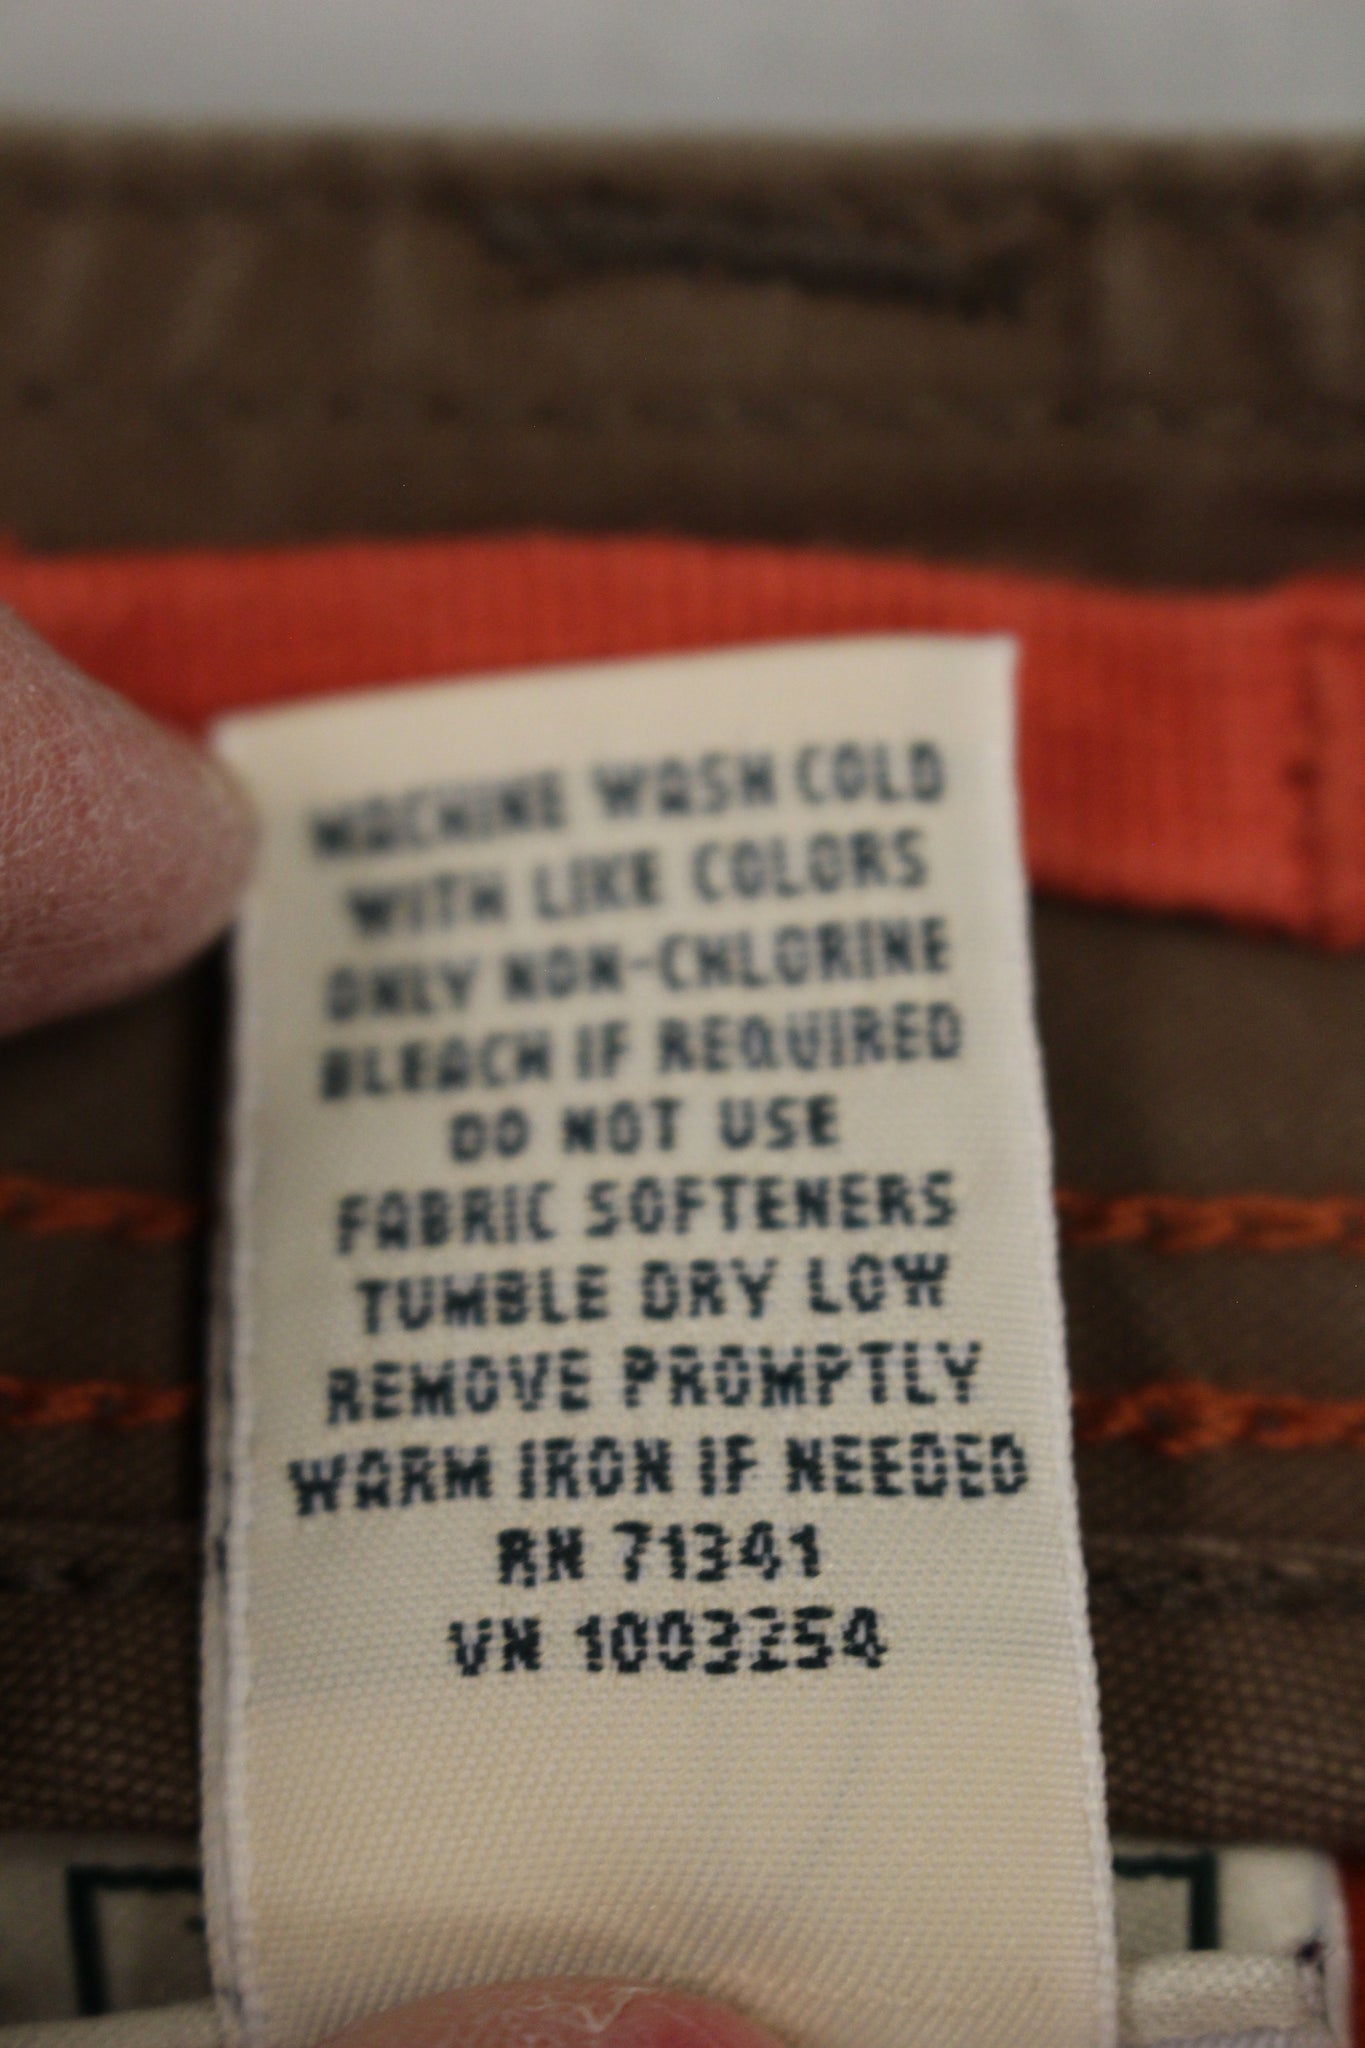 MACHINE WASH COLD
WITH LIKE COLORS
ONLY NON-CHLORINE
BLEACH IF REQUIRED
DO NOT USE
FABRIC SOFTENERS
TUMBLE DRY LOW
REMOVE PROMPTLY
WARM IRON IF NEEDED
RN 71341
VN 1003254